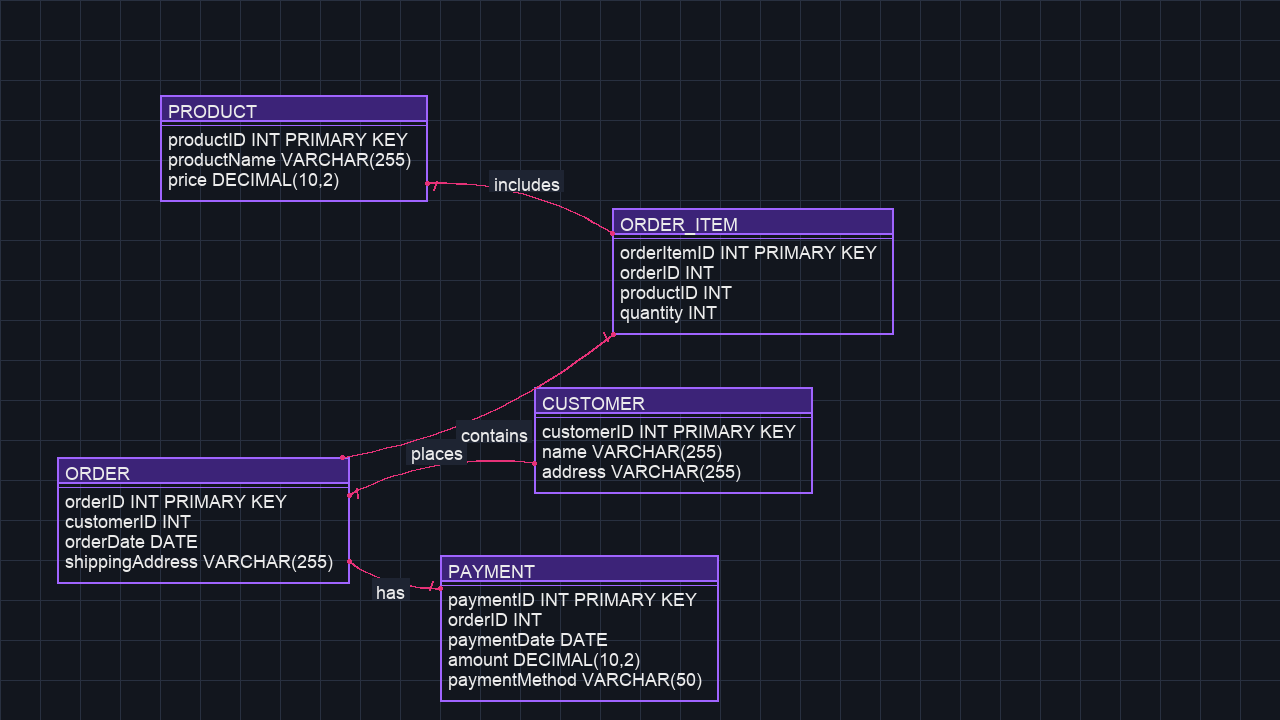 PRODUCT
productID INT PRIMARY KEY
productName VARCHAR(255)
price DECIMAL(10,2)
includes
ORDER_ITEM
orderItemID INT PRIMARY KEY
orderID INT
productID INT
quantity INT
CUSTOMER
customerID INT PRIMARY KEY
name VARCHAR(255)
address VARCHAR(255)
contains
places
ORDER
orderID INT PRIMARY KEY
customerID INT
orderDate DATE
shippingAddress VARCHAR(255)
has
PAYMENT
paymentID INT PRIMARY KEY
orderID INT
paymentDate DATE
amount DECIMAL(10,2)
paymentMethod VARCHAR(50)